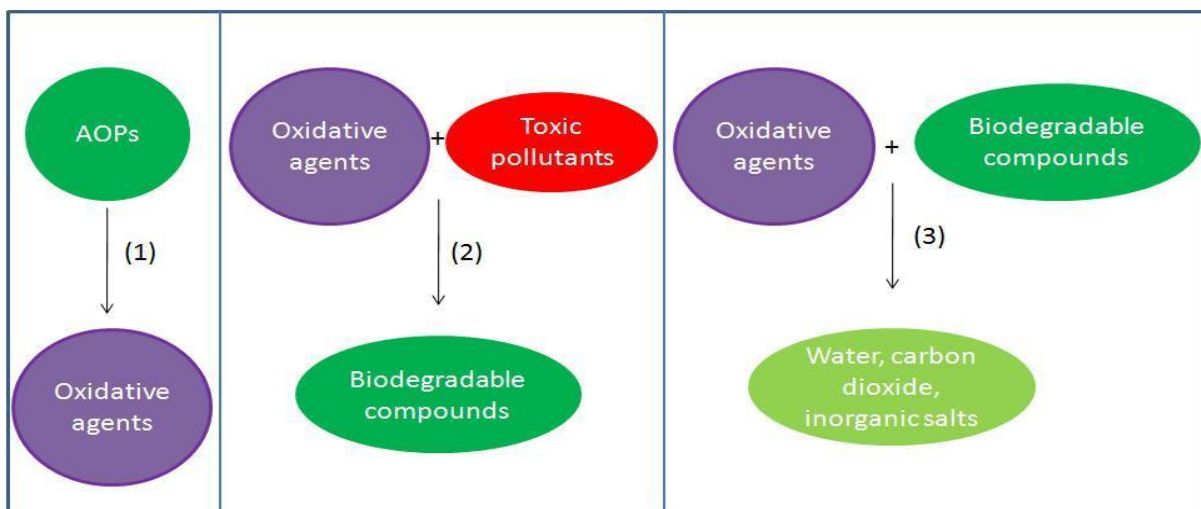 AOPs
(1)
Oxidative
agents
Oxidative
agents
+
Toxic
pollutants
(2)
Biodegradable
compounds
Oxidative
agents
+
Biodegradable
compounds
(3)
Water, carbon
dioxide,
inorganic salts